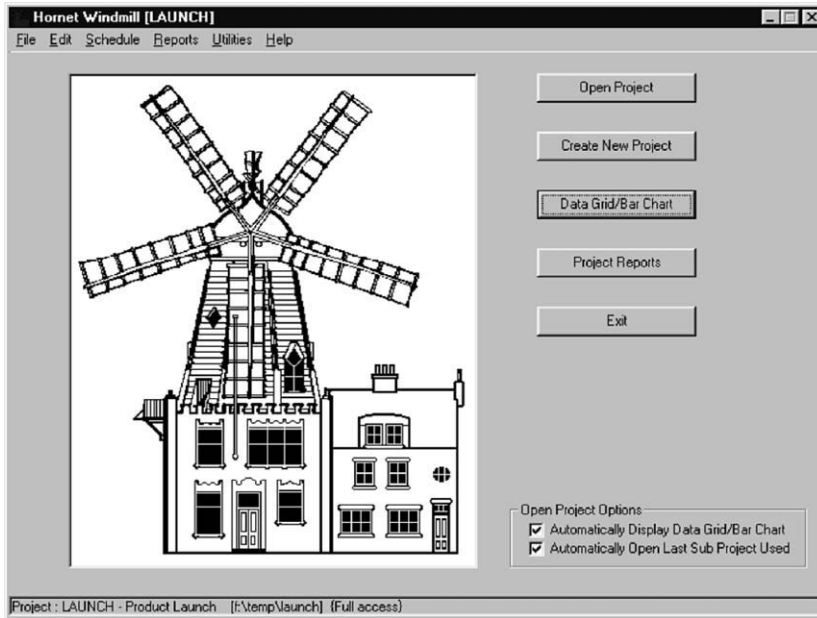 Hornet Windmill [LAUNCH]
File Edit Schedule Reports Utilities Help
Open Project
Create New Project
Data Grid/Bar Chart
Project Reports
Exit
Open Project Options
Automatically Display Data Grid/Bar Chart
Automatically Open Last Sub Project Used
Project : LAUNCH - Product Launch [f:\temp\launch] {Full access}